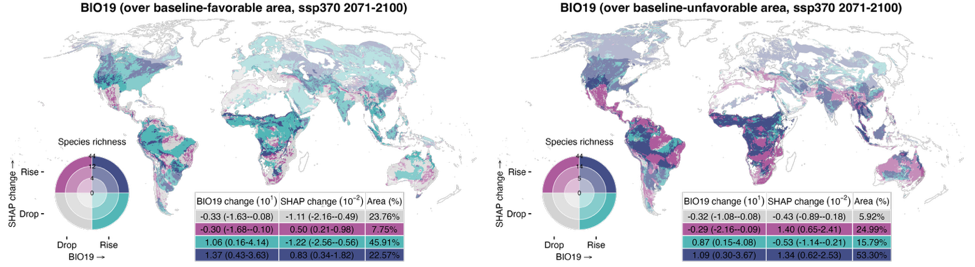 BIO19 (over baseline-favorable area, ssp370 2071-2100)
Species richness
44
12
4
0
SHAP change →
Rise
Drop
Drop Rise
BIO19 →
BIO19 change (10¹) SHAP change (10⁻²) Area (%)
-0.33 (-1.63--0.08) -1.11 (-2.16--0.49) 23.76%
-0.30 (-1.68--0.10) 0.50 (0.21-0.98) 7.75%
1.06 (0.16-4.14) -1.22 (-2.56--0.56) 45.91%
1.37 (0.43-3.63) 0.83 (0.34-1.82) 22.57%
BIO19 (over baseline-unfavorable area, ssp370 2071-2100)
Species richness
44
12
4
0
SHAP change →
Rise
Drop
Drop Rise
BIO19 →
BIO19 change (10¹) SHAP change (10⁻²) Area (%)
-0.32 (-1.08--0.08) -0.43 (-0.89--0.18) 5.92%
-0.29 (-2.16--0.09) 1.40 (0.65-2.41) 24.99%
0.87 (0.15-4.08) -0.53 (-1.14--0.21) 15.79%
1.09 (0.30-3.67) 1.34 (0.62-2.53) 53.30%